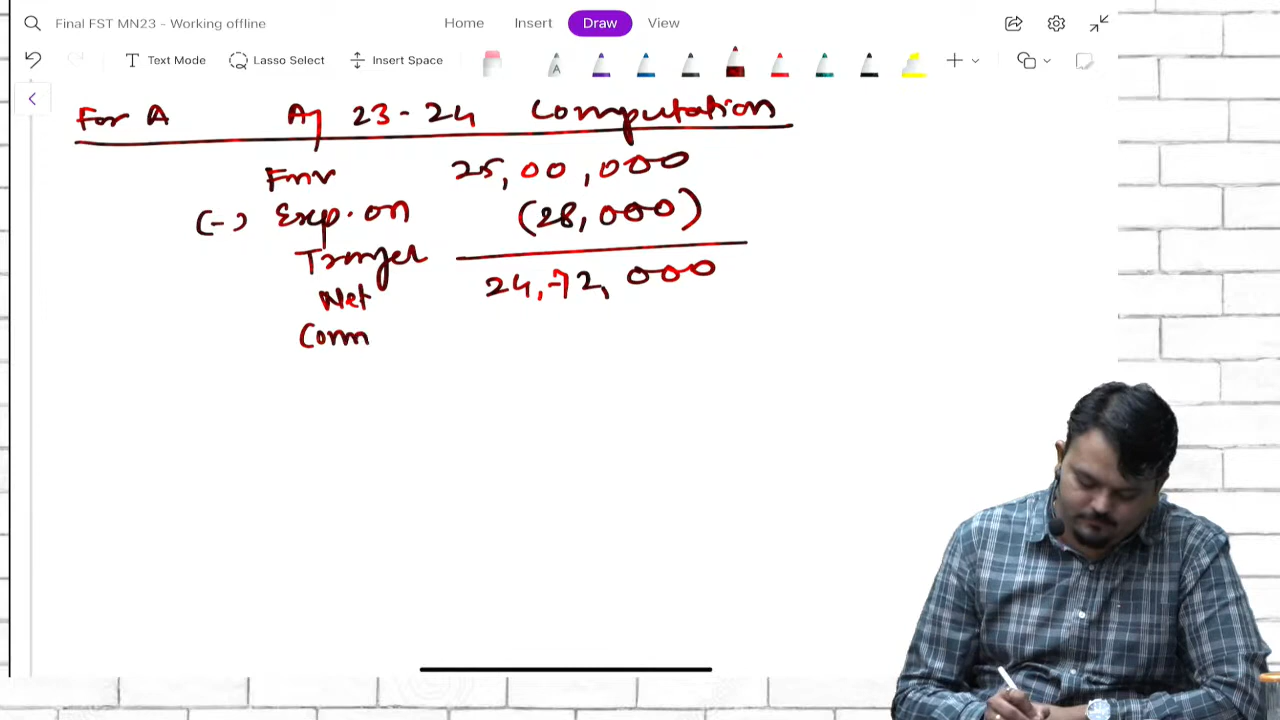 Final FST MN23 - Working offline
Home Insert Draw View
Text Mode Lasso Select Insert Space
A
For A Ay 23-24 Computation
Fmv 25,00,000
(-) Exp. on (28,000)
Transfer
Net 24,72,000
Conn